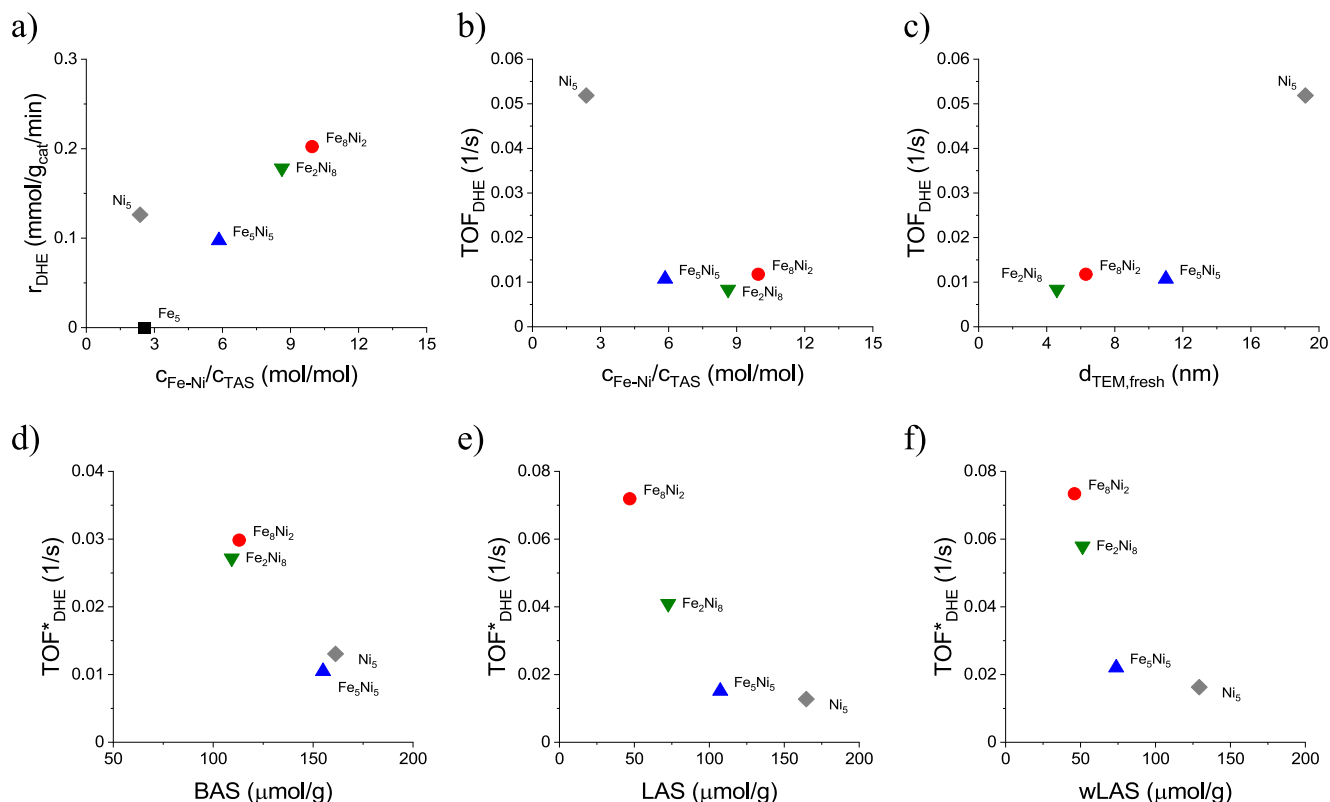 a)
r_DHE (mmol/g_cat/min)
0.3
0.2
0.1
0
0 3 6 9 12 15
Ni₅
Fe₅
Fe₅Ni₅
Fe₂Ni₈
Fe₈Ni₂
c_Fe-Ni/c_TAS (mol/mol)
b)
TOF_DHE (1/s)
0.06
0.05
0.04
0.03
0.02
0.01
0
0 3 6 9 12 15
Ni₅
Fe₅Ni₅
Fe₈Ni₂
Fe₂Ni₈
c_Fe-Ni/c_TAS (mol/mol)
c)
TOF_DHE (1/s)
0.06
0.05
0.04
0.03
0.02
0.01
0
0 4 8 12 16 20
Ni₅
Fe₂Ni₈
Fe₈Ni₂
Fe₅Ni₅
d_TEM,fresh (nm)
d)
TOF*_DHE (1/s)
0.04
0.03
0.02
0.01
0
50 100 150 200
Fe₈Ni₂
Fe₂Ni₈
Ni₅
Fe₅Ni₅
BAS (μmol/g)
e)
TOF*_DHE (1/s)
0.08
0.06
0.04
0.02
0
0 50 100 150 200
Fe₈Ni₂
Fe₂Ni₈
Fe₅Ni₅
Ni₅
LAS (μmol/g)
f)
TOF*_DHE (1/s)
0.08
0.06
0.04
0.02
0
0 50 100 150 200
Fe₈Ni₂
Fe₂Ni₈
Fe₅Ni₅
Ni₅
wLAS (μmol/g)